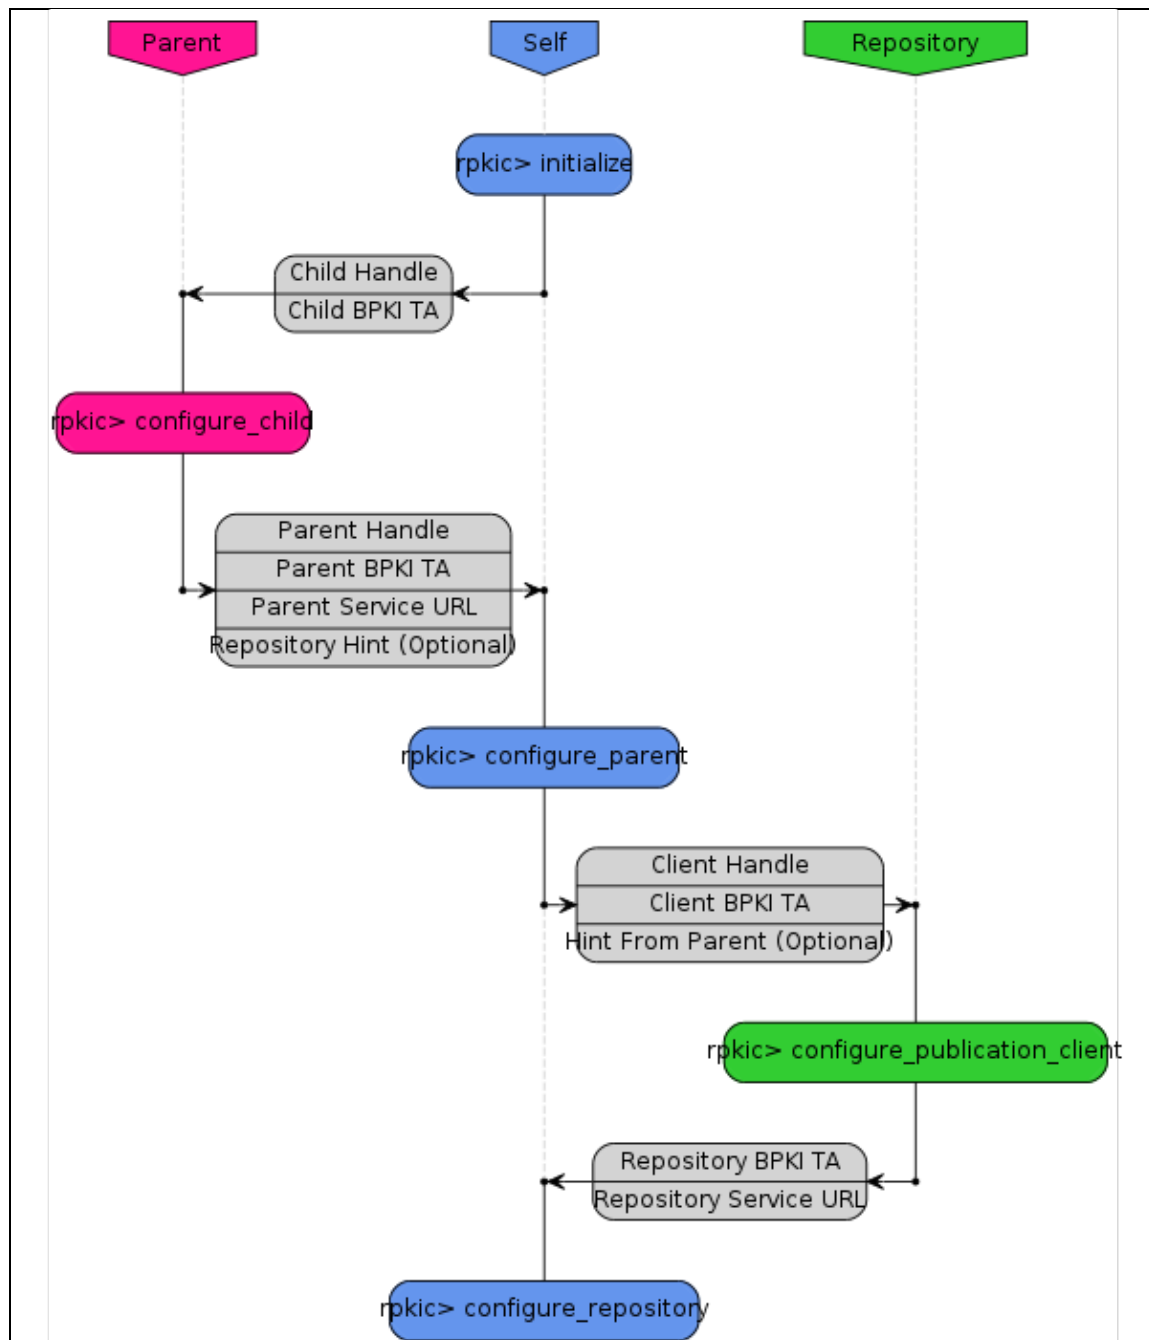 Parent
Self
Repository
rpkic> initialize
Child Handle
Child BPKI TA
rpkic> configure_child
Parent Handle
Parent BPKI TA
Parent Service URL
Repository Hint (Optional)
rpkic> configure_parent
Client Handle
Client BPKI TA
Hint From Parent (Optional)
rpkic> configure_publication_client
Repository BPKI TA
Repository Service URL
rpkic> configure_repository